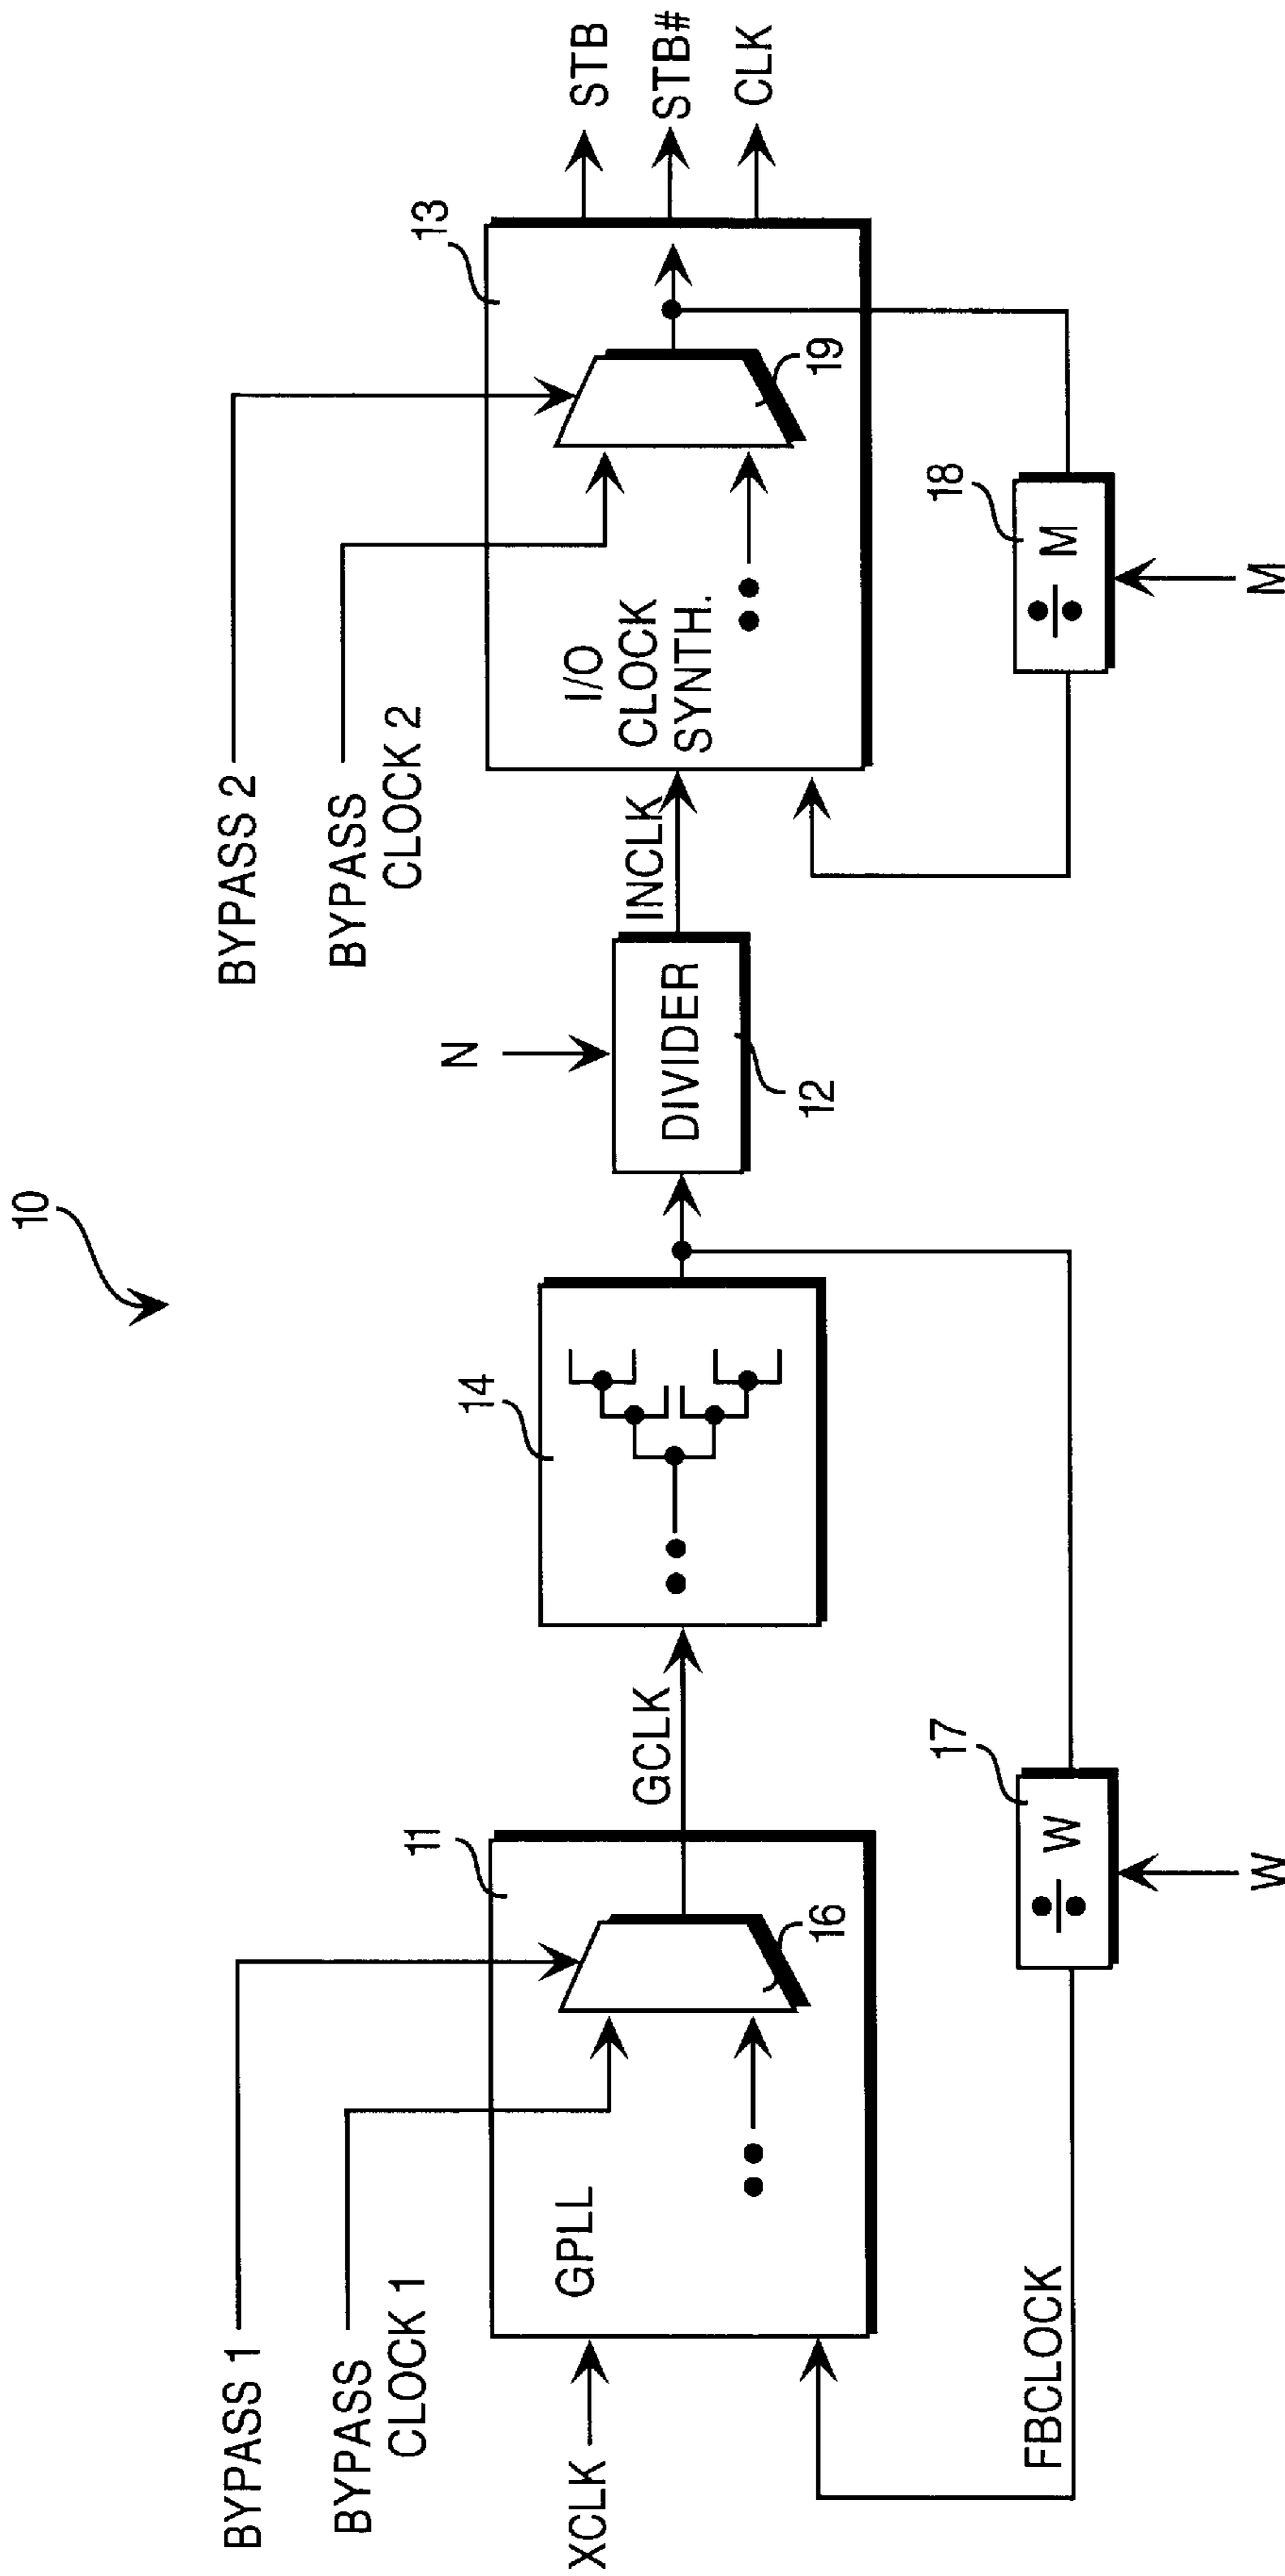 10
BYPASS 1
BYPASS
CLOCK 1
XCLK
GPLL
11
16
GCLK
14
FBCLOCK
÷ W
17
W
N
DIVIDER
12
INCLK
BYPASS 2
BYPASS
CLOCK 2
I/O
CLOCK
SYNTH.
13
19
÷ M
18
M
STB
STB#
CLK